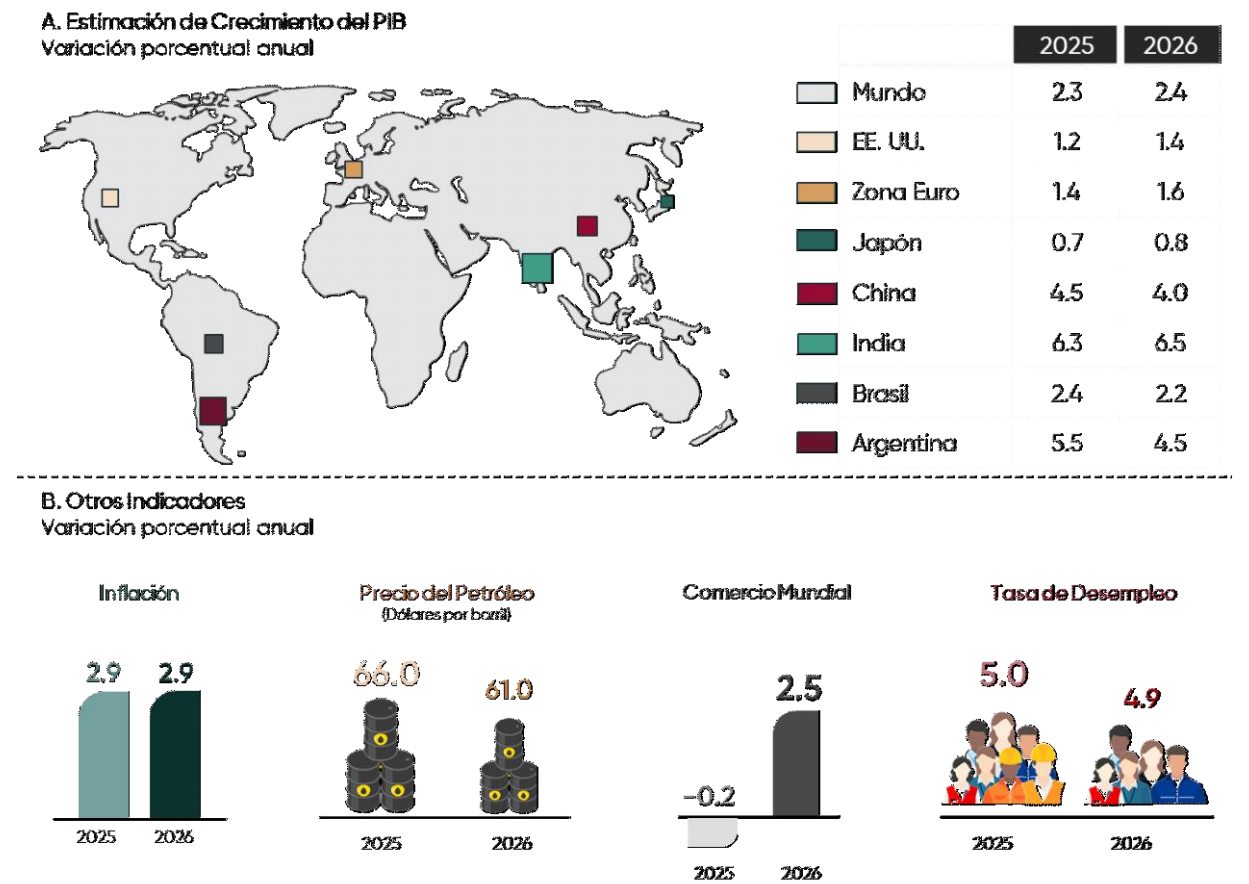 A. Estimación de Crecimiento del PIB
Variación porcentual anual
2025 2026
Mundo 2.3 2.4
EE. UU. 1.2 1.4
Zona Euro 1.4 1.6
Japón 0.7 0.8
China 4.5 4.0
India 6.3 6.5
Brasil 2.4 2.2
Argentina 5.5 4.5
B. Otros Indicadores
Variación porcentual anual
Inflación
2.9 2.9
2025 2026
Precio del Petróleo
(Dólares por barril)
66.0 61.0
2025 2026
Comercio Mundial
-0.2 2.5
2025 2026
Tasa de Desempleo
5.0 4.9
2025 2026